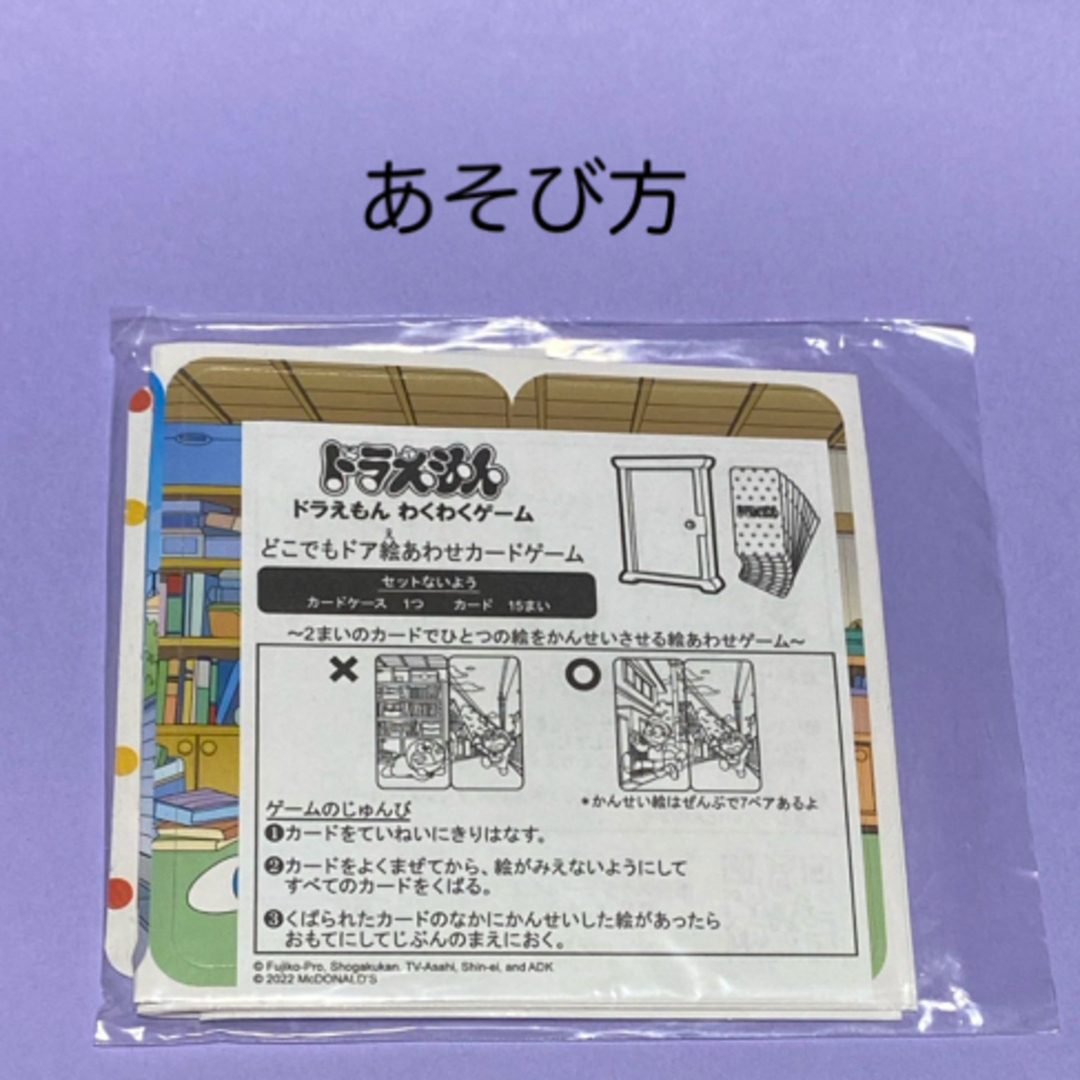 あそび方
ドラえもん
ドラえもん わくわくゲーム
どこでもドア絵あわせカードゲーム
え
セットないよう
カードケース 1つ カード 15まい
～2まいのカードでひとつの絵をかんせいさせる絵あわせゲーム～
＊かんせい絵はぜんぶで7ペアあるよ
ゲームのじゅんび
❶カードをていねいにきりはなす。
❷カードをよくまぜてから、絵がみえないようにして
すべてのカードをくばる。
❸くばられたカードのなかにかんせいした絵があったら
おもてにしてじぶんのまえにおく。
© Fujiko-Pro, Shogakukan, TV-Asahi, Shin-ei, and ADK
© 2022 McDONALD'S